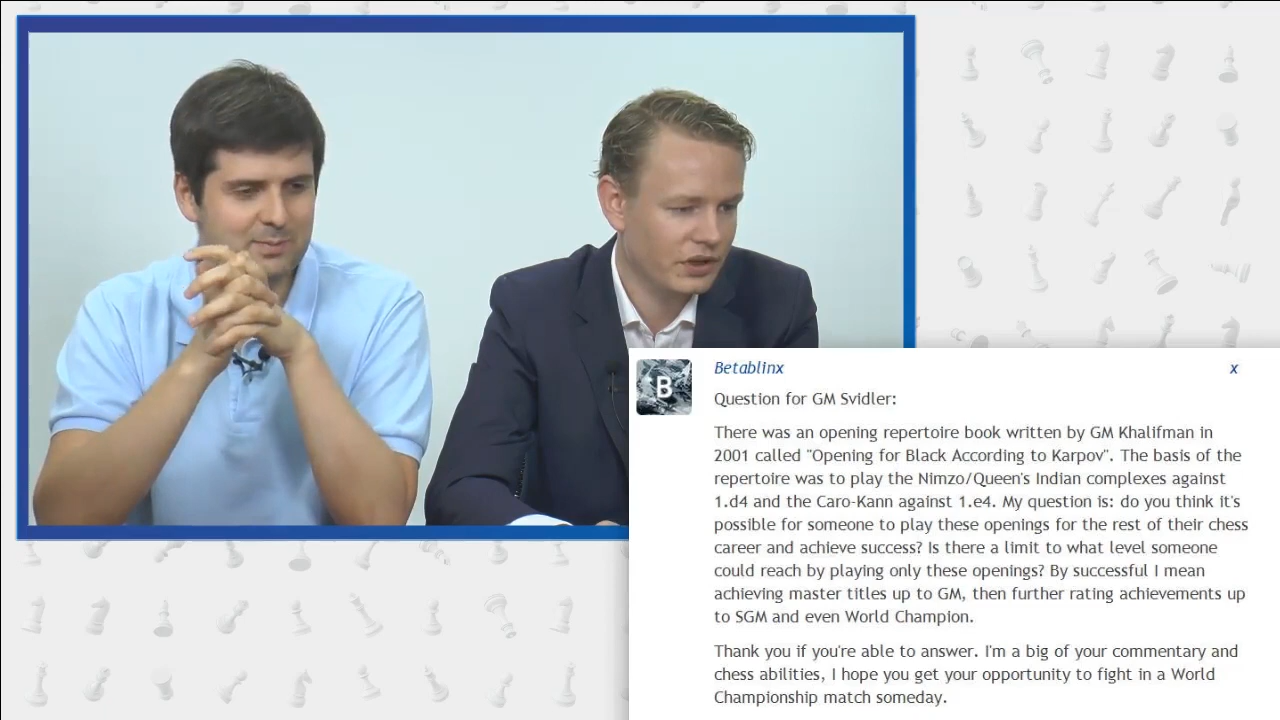 B
Betablinx
x
Question for GM Svidler:
There was an opening repertoire book written by GM Khalifman in
2001 called "Opening for Black According to Karpov". The basis of the
repertoire was to play the Nimzo/Queen's Indian complexes against
1.d4 and the Caro-Kann against 1.e4. My question is: do you think it's
possible for someone to play these openings for the rest of their chess
career and achieve success? Is there a limit to what level someone
could reach by playing only these openings? By successful I mean
achieving master titles up to GM, then further rating achievements up
to SGM and even World Champion.
Thank you if you're able to answer. I'm a big of your commentary and
chess abilities, I hope you get your opportunity to fight in a World
Championship match someday.